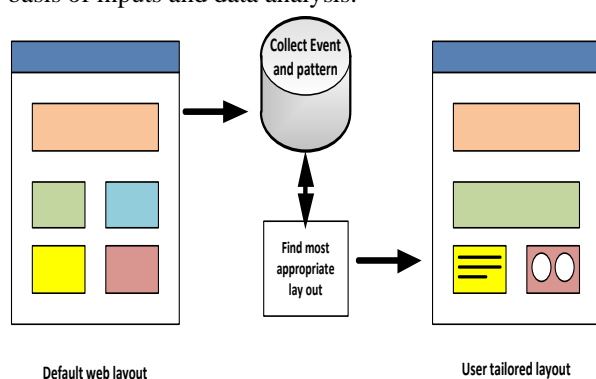 basis of inputs and data analysis.
Collect Event
and pattern
Find most
appropriate
lay out
Default web layout
User tailored layout